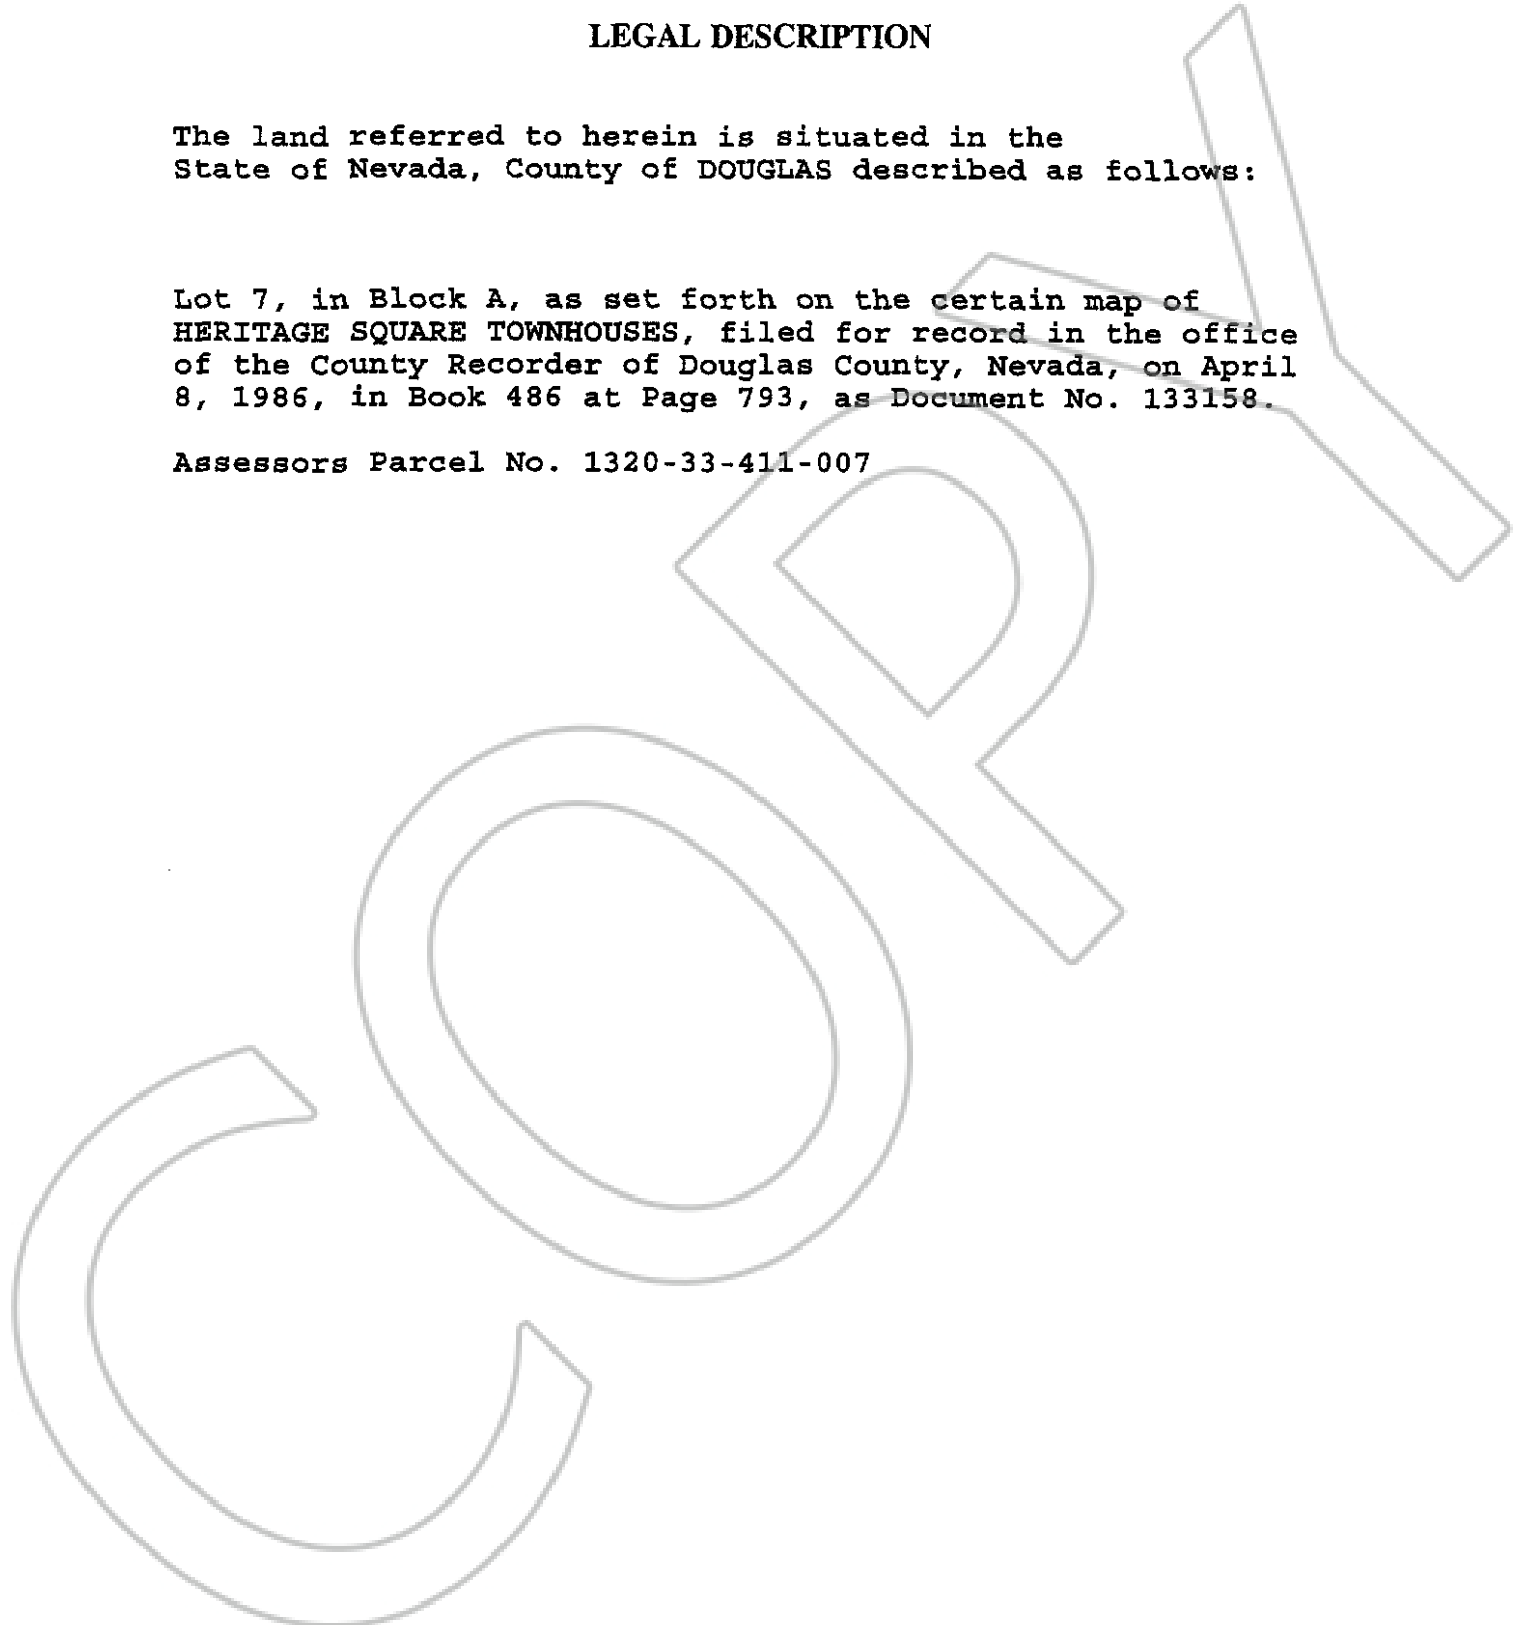 LEGAL DESCRIPTION
The land referred to herein is situated in the
State of Nevada, County of DOUGLAS described as follows:
Lot 7, in Block A, as set forth on the certain map of
HERITAGE SQUARE TOWNHOUSES, filed for record in the office
of the County Recorder of Douglas County, Nevada, on April
8, 1986, in Book 486 at Page 793, as Document No. 133158.
Assessors Parcel No. 1320-33-411-007
COPY